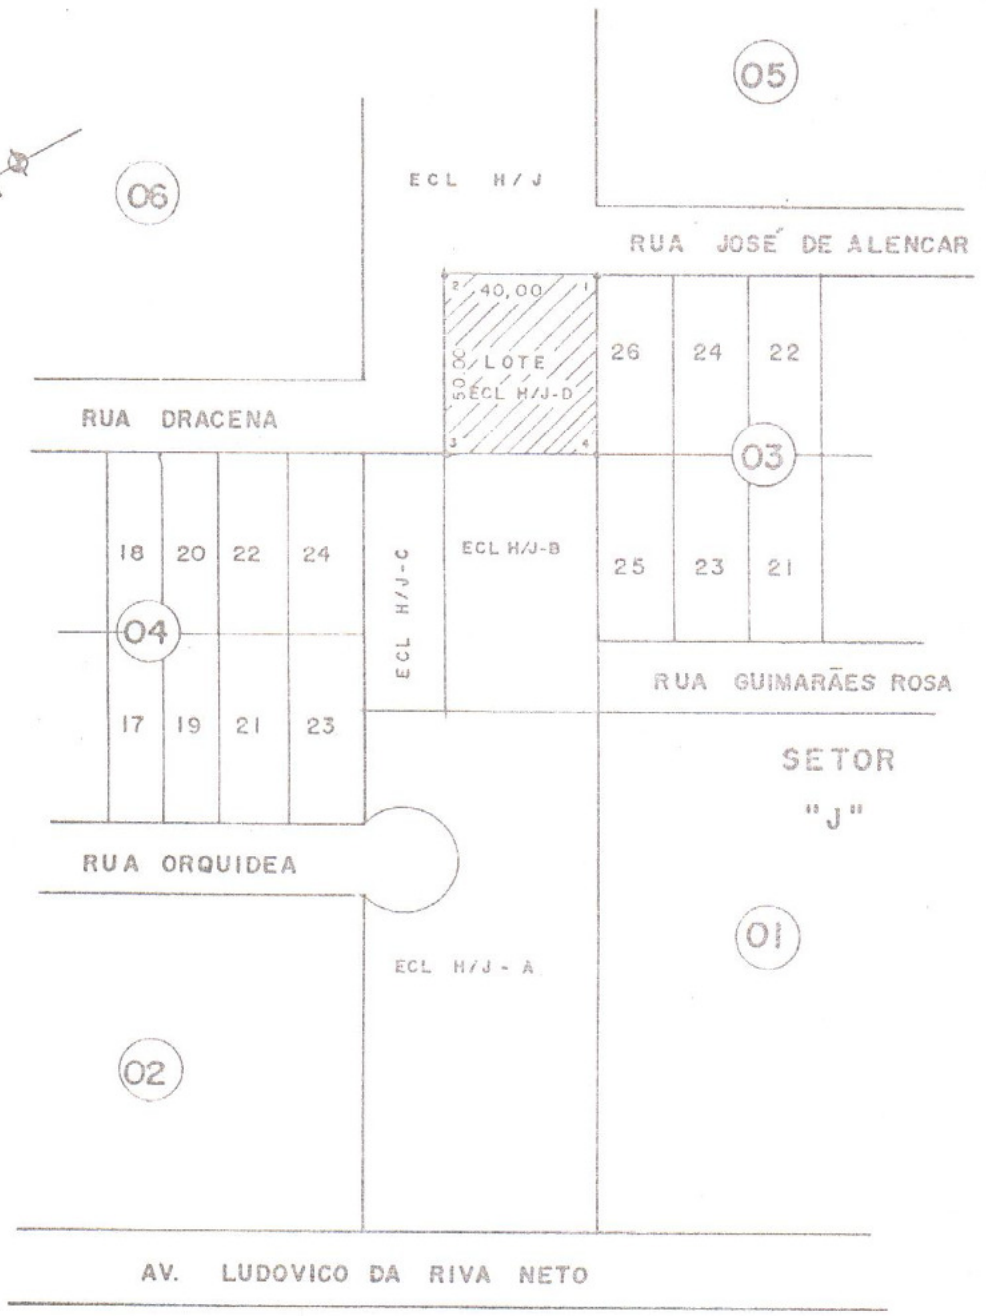 05
06
ECL H/J
RUA JOSÉ DE ALENCAR
2 40,00 1
50.00
LOTE
ECL H/J-D
3 4
26 24 22
RUA DRACENA
03
18 20 22 24
ECL H/J-C
ECL H/J-B
25 23 21
04
RUA GUIMARÃES ROSA
17 19 21 23
SETOR
"J"
RUA ORQUIDEA
01
ECL H/J - A
02
AV. LUDOVICO DA RIVA NETO